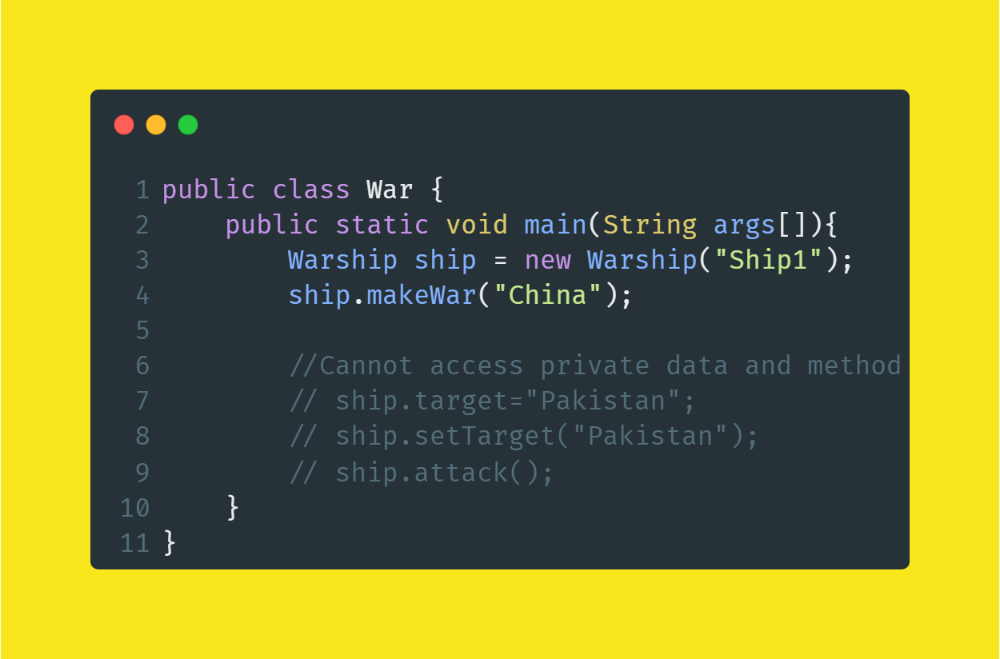 1 public class War {
2     public static void main(String args[]){
3         Warship ship = new Warship("Ship1");
4         ship.makeWar("China");
5
6         //Cannot access private data and method
7         // ship.target="Pakistan";
8         // ship.setTarget("Pakistan");
9         // ship.attack();
10     }
11 }